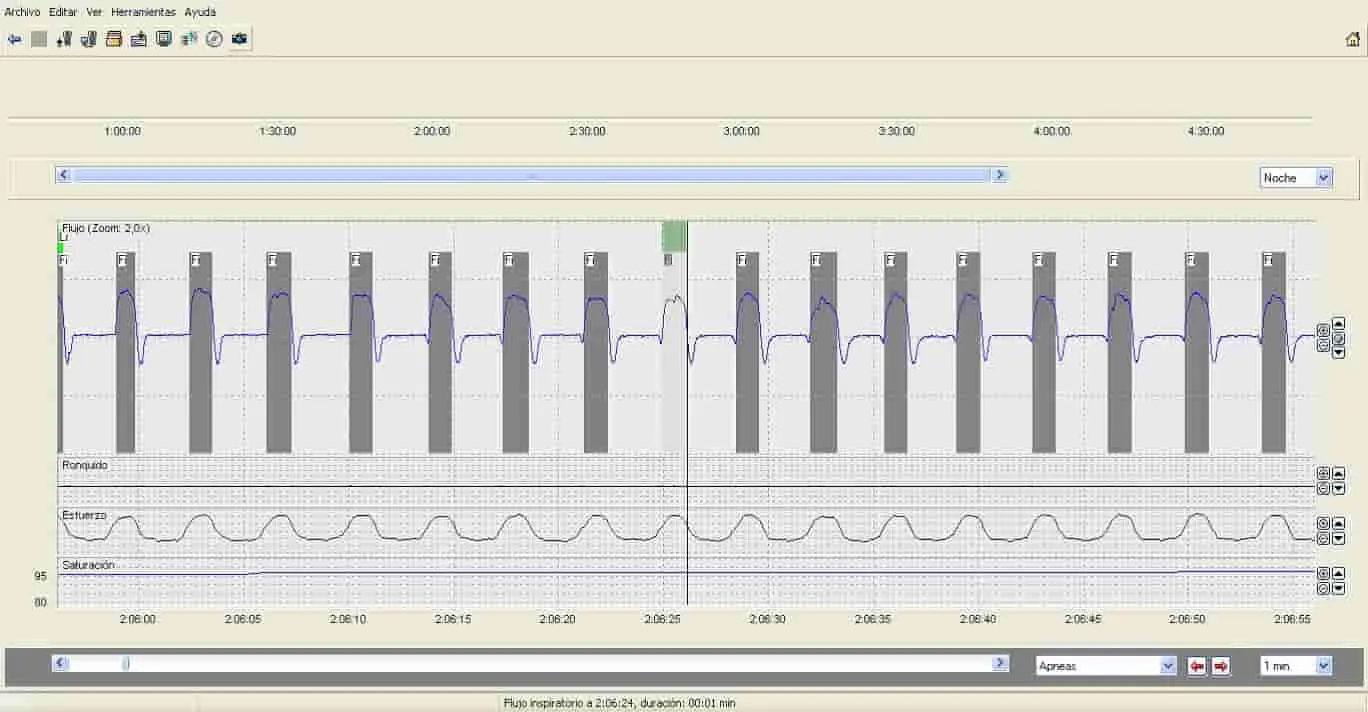 Archivo Editar Ver Herramientas Ayuda
1:00:00 1:30:00 2:00:00 2:30:00 3:00:00 3:30:00 4:00:00 4:30:00
Noche
Flujo (Zoom: 2,0x)
Fi Fi Fi Fi Fi Fi Fi Fi Fi Fi Fi Fi Fi Fi Fi Fi
Ronquido
Esfuerzo
Saturación
95
80
2:06:00 2:06:05 2:06:10 2:06:15 2:06:20 2:06:25 2:06:30 2:06:35 2:06:40 2:06:45 2:06:50 2:06:55
Apneas 1 min.
Flujo inspiratorio a 2:06:24, duración: 00:01 min